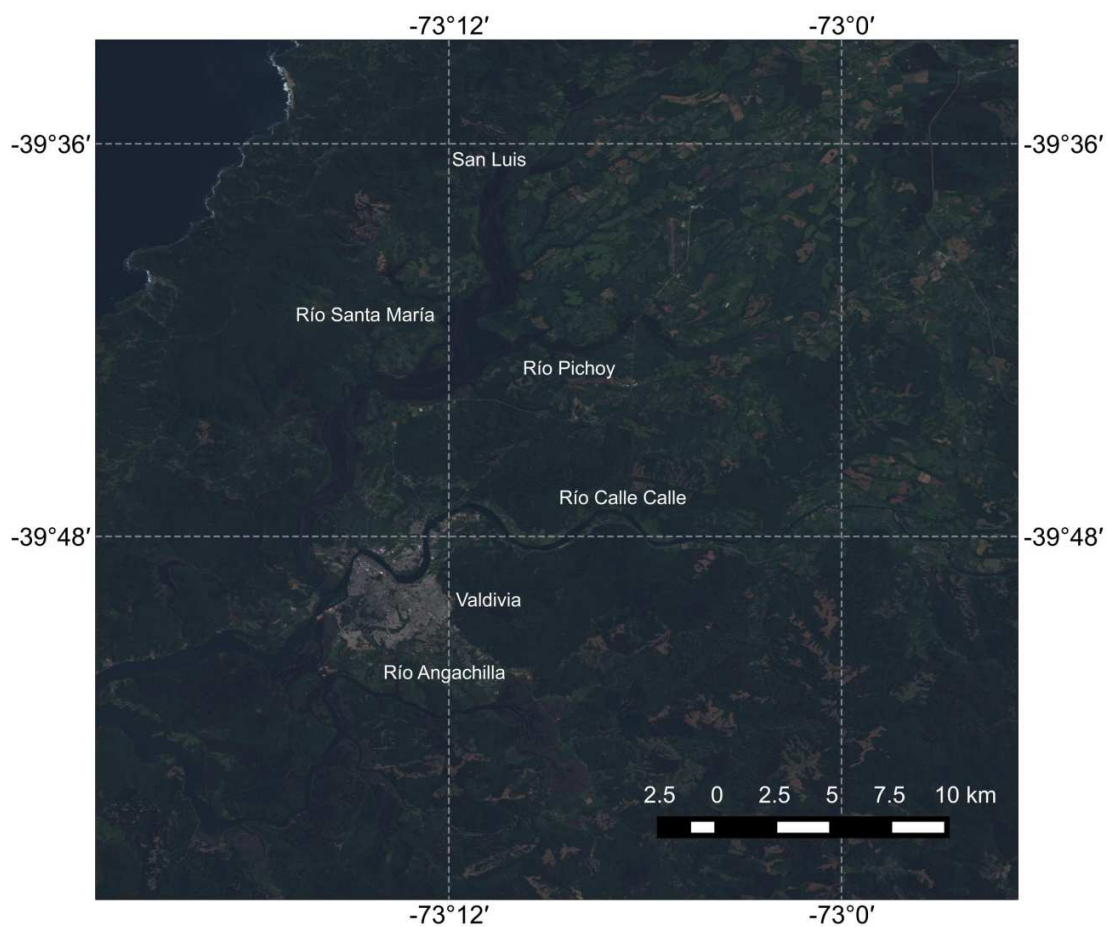 -73°12′ -73°0′
-39°36′ -39°36′
San Luis
Río Santa María
Río Pichoy
Río Calle Calle
-39°48′ -39°48′
Valdivia
Río Angachilla
2.5 0 2.5 5 7.5 10 km
-73°12′ -73°0′